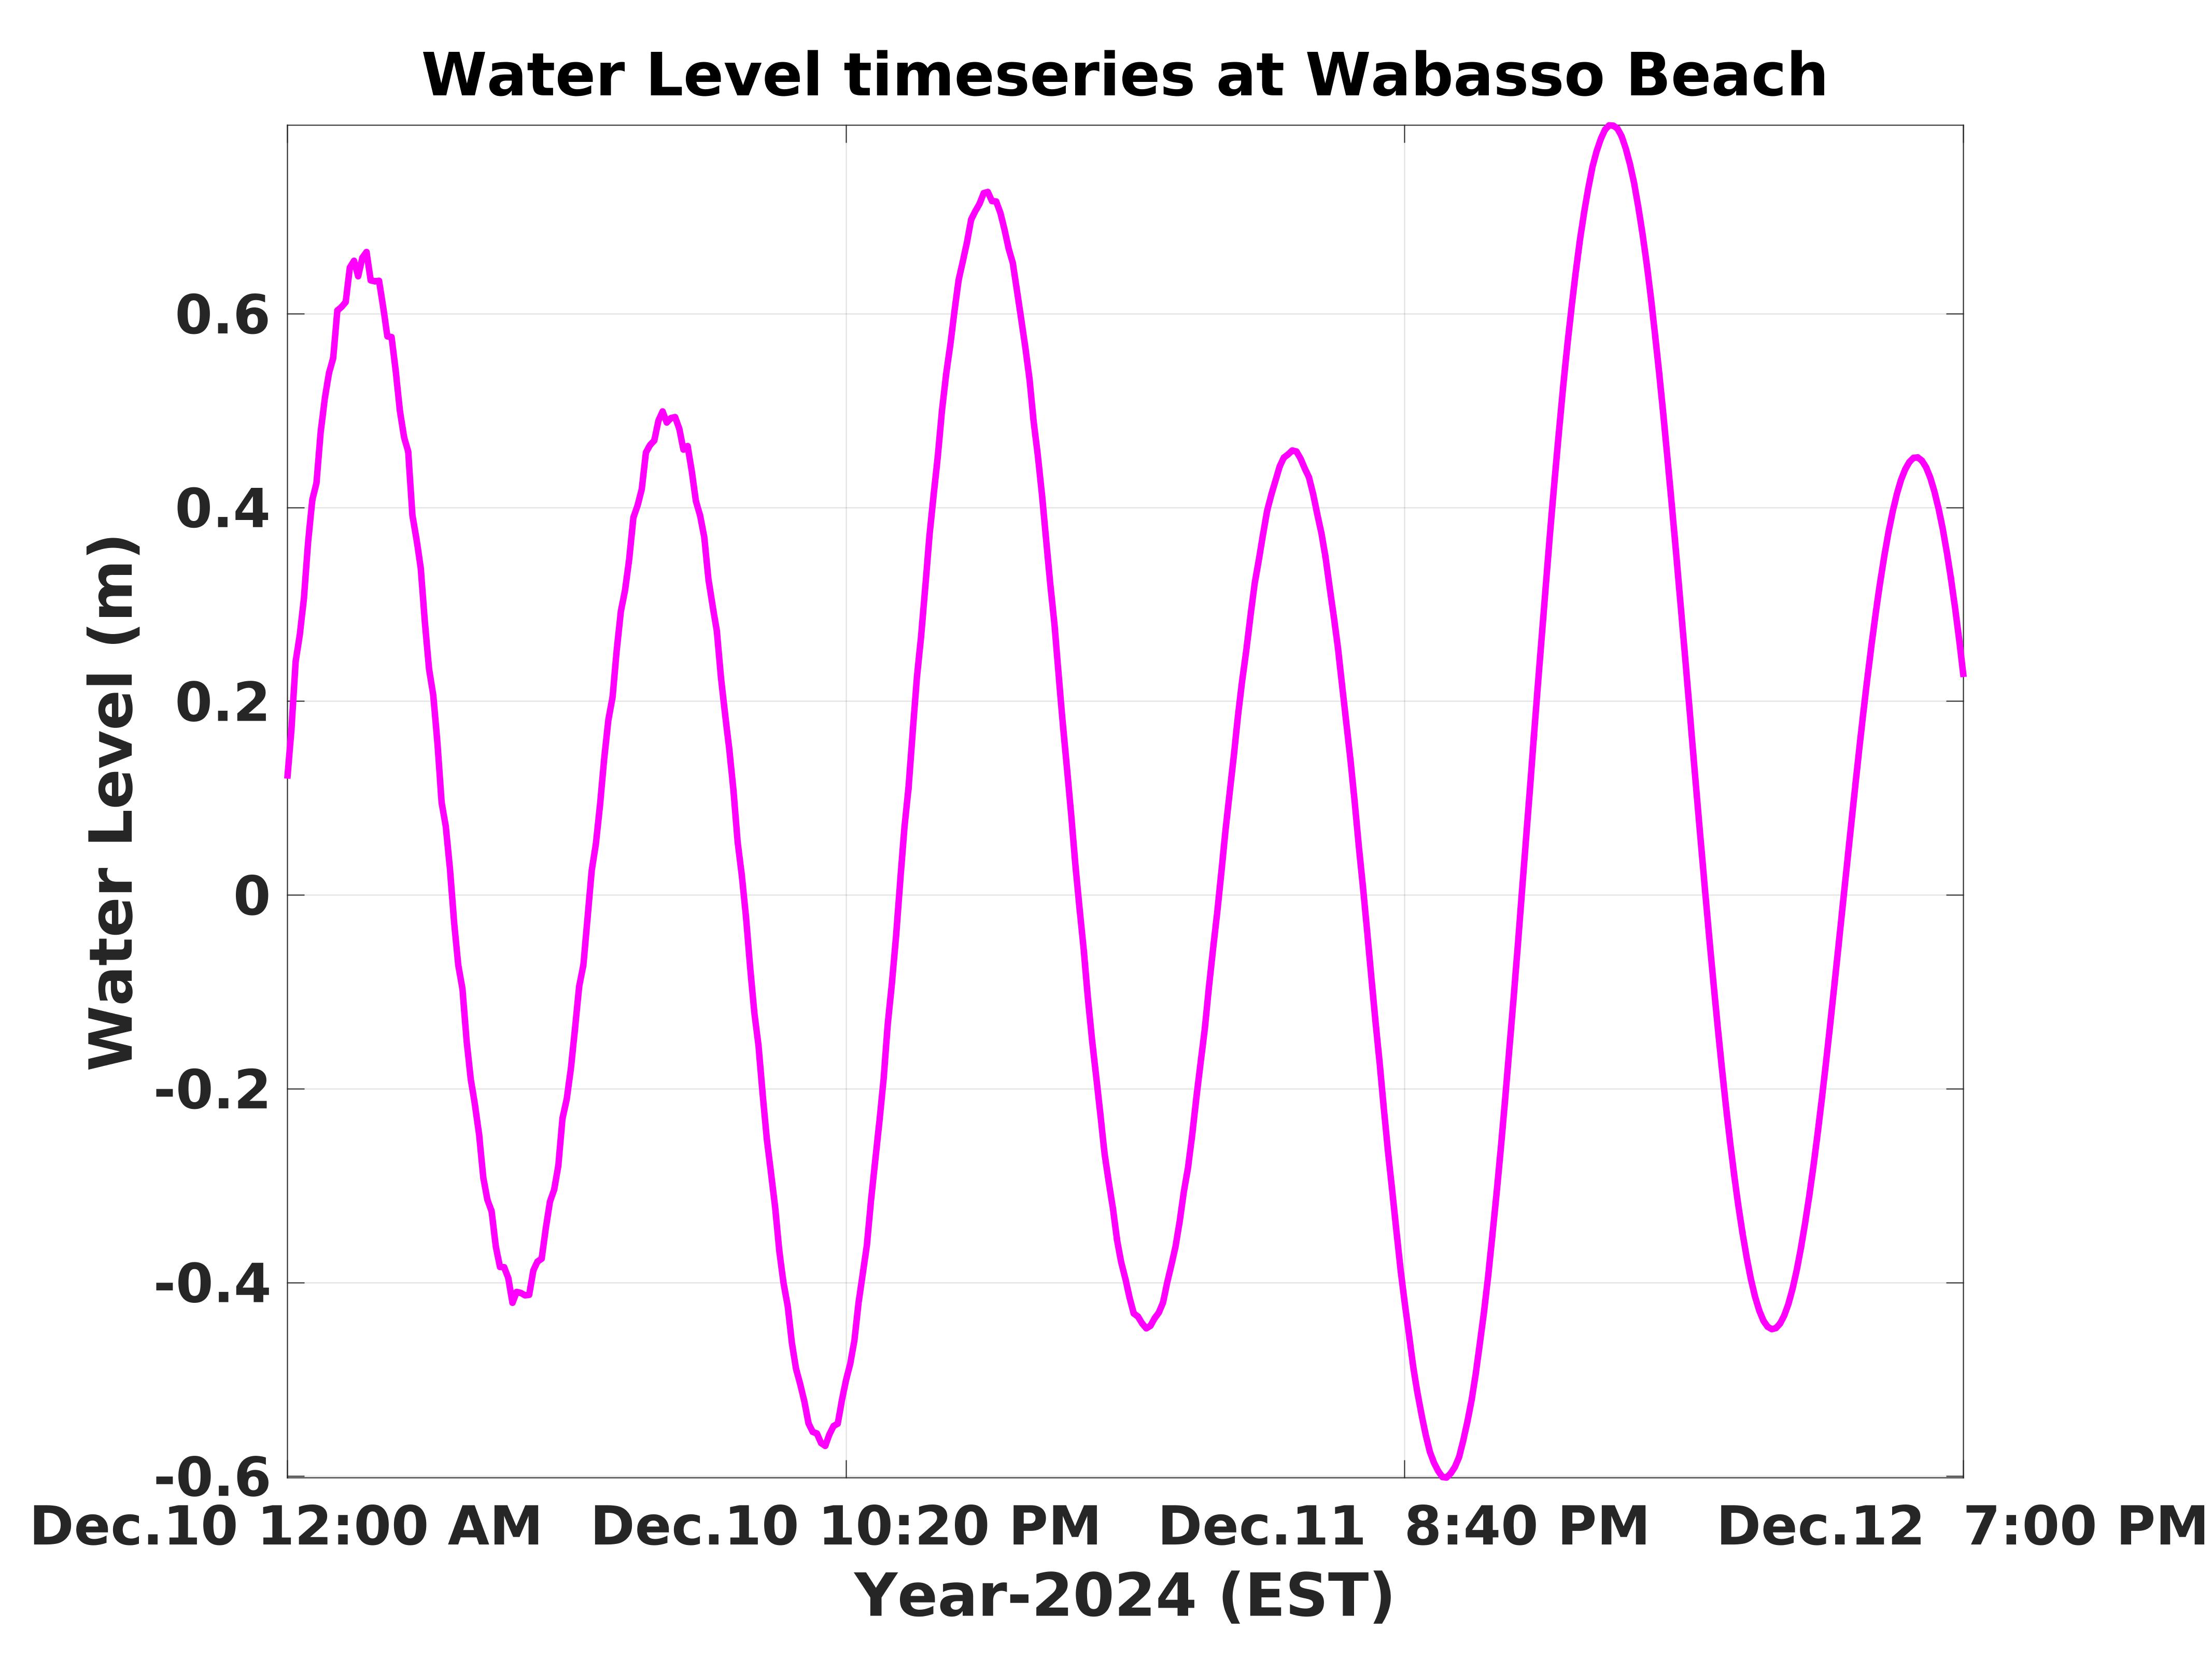 Water Level timeseries at Wabasso Beach
Water Level (m)
0.6
0.4
0.2
0
-0.2
-0.4
-0.6
Dec.10 12:00 AM Dec.10 10:20 PM Dec.11 8:40 PM Dec.12 7:00 PM
Year-2024 (EST)